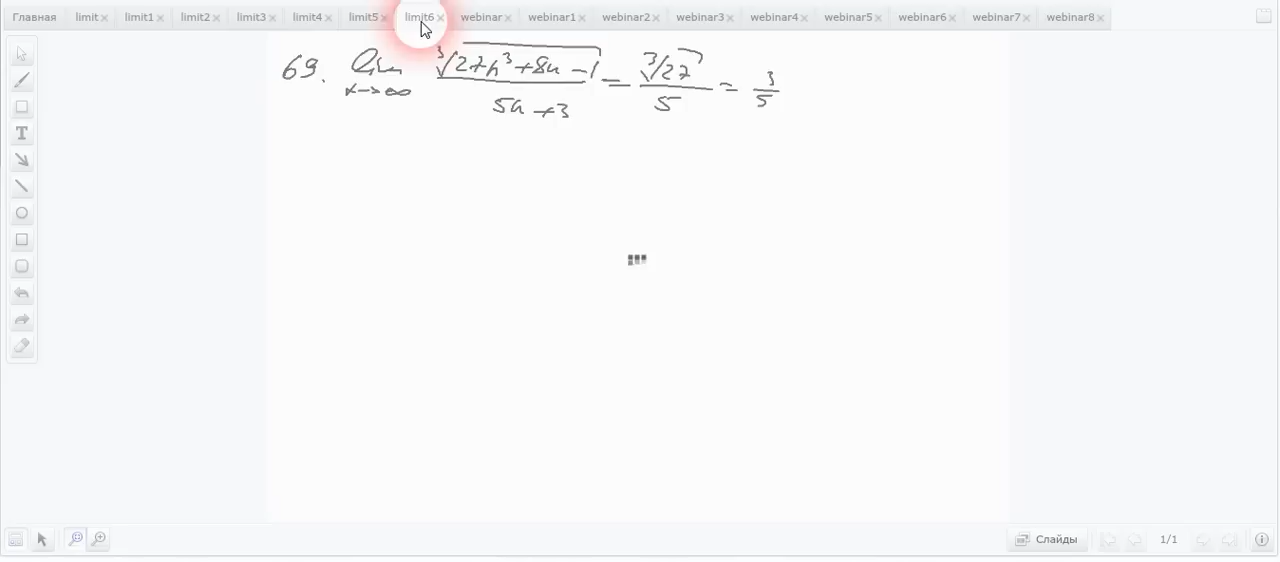 Главная limit limit1 limit2 limit3 limit4 limit5 limit6 webinar webinar1 webinar2 webinar3 webinar4 webinar5 webinar6 webinar7 webinar8
69. lim x→∞ ∛(27n³+8n−1) / (5n+3) = ∛27 / 5 = 3/5
T
Слайды 1/1